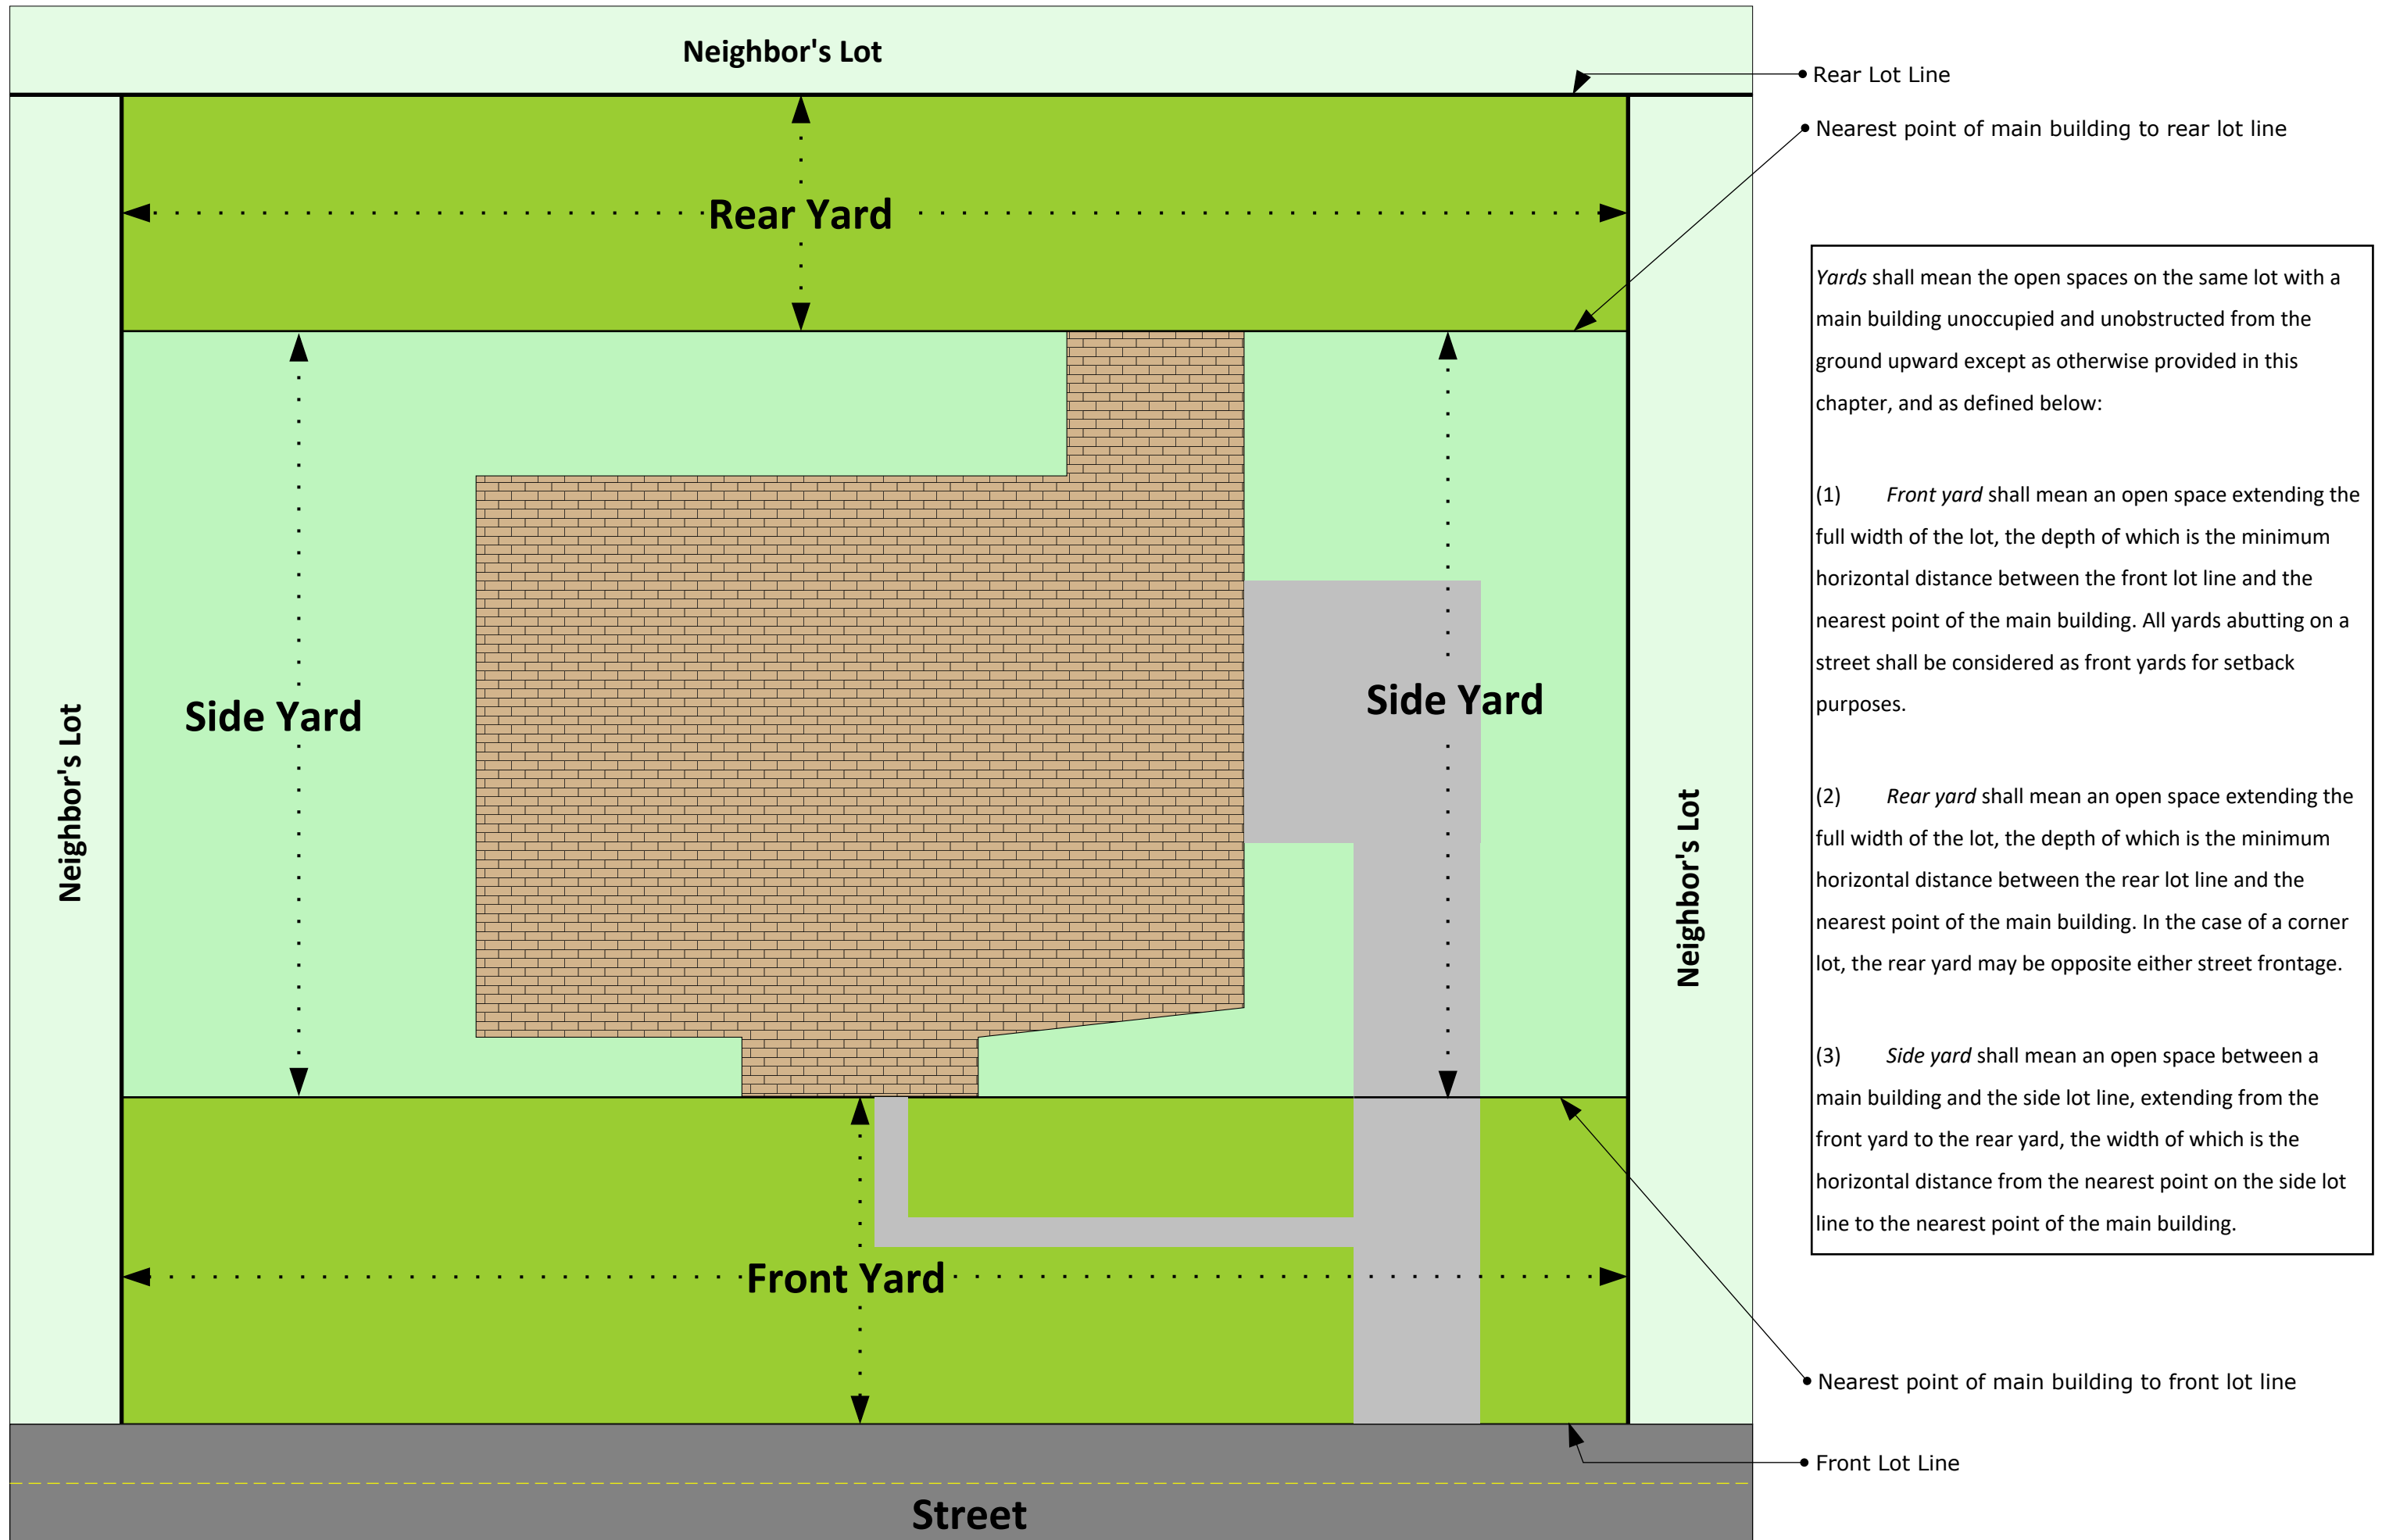 Neighbor's Lot
Rear Lot Line
Nearest point of main building to rear lot line
Rear Yard
Yards shall mean the open spaces on the same lot with a
main building unoccupied and unobstructed from the
ground upward except as otherwise provided in this
chapter, and as defined below:
(1) Front yard shall mean an open space extending the
full width of the lot, the depth of which is the minimum
horizontal distance between the front lot line and the
nearest point of the main building. All yards abutting on a
street shall be considered as front yards for setback
purposes.
(2) Rear yard shall mean an open space extending the
full width of the lot, the depth of which is the minimum
horizontal distance between the rear lot line and the
nearest point of the main building. In the case of a corner
lot, the rear yard may be opposite either street frontage.
(3) Side yard shall mean an open space between a
main building and the side lot line, extending from the
front yard to the rear yard, the width of which is the
horizontal distance from the nearest point on the side lot
line to the nearest point of the main building.
Neighbor's Lot
Side Yard
Side Yard
Neighbor's Lot
Front Yard
Nearest point of main building to front lot line
Front Lot Line
Street